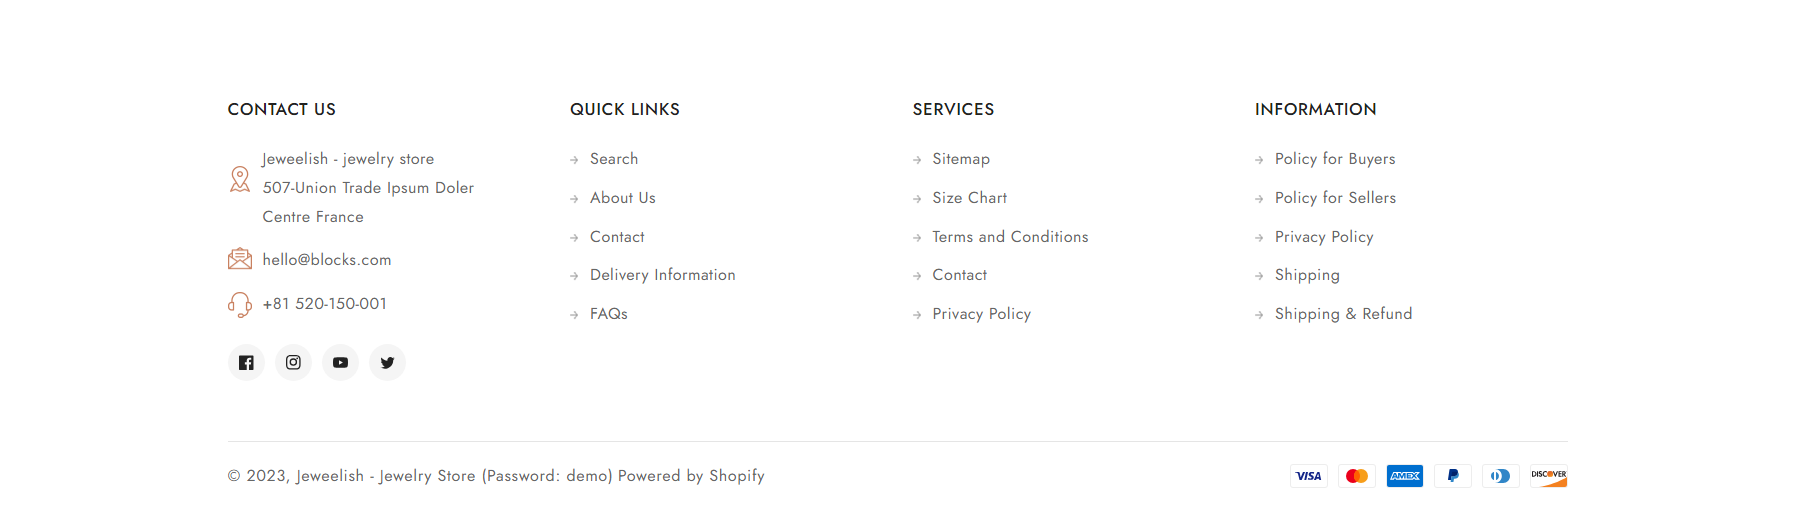 CONTACT US
Jeweelish - jewelry store
507-Union Trade Ipsum Doler
Centre France
hello@blocks.com
+81 520-150-001
QUICK LINKS
Search
About Us
Contact
Delivery Information
FAQs
SERVICES
Sitemap
Size Chart
Terms and Conditions
Contact
Privacy Policy
INFORMATION
Policy for Buyers
Policy for Sellers
Privacy Policy
Shipping
Shipping & Refund
© 2023, Jeweelish - Jewelry Store (Password: demo) Powered by Shopify
VISA
AMEX
DISCOVER